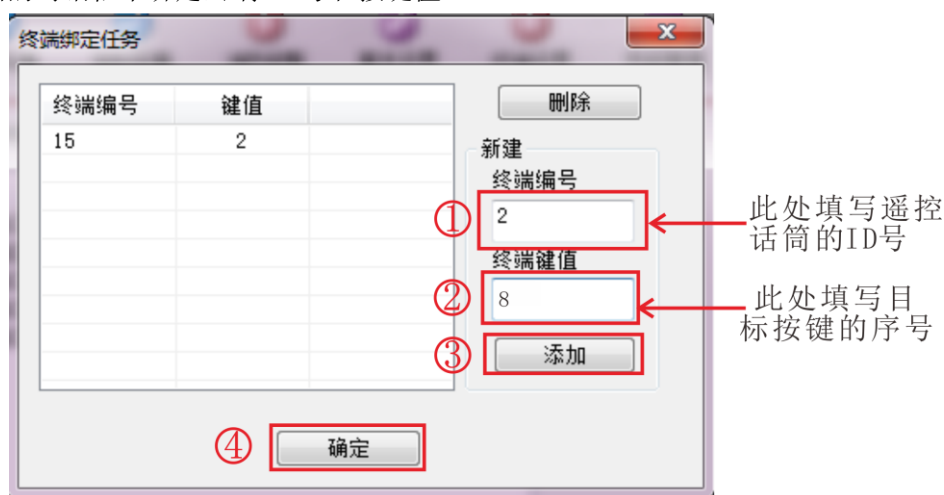 终端绑定任务
终端编号 键值
15 2
删除
新建
终端编号
① 2
此处填写遥控
话筒的ID号
终端键值
② 8
此处填写目
标按键的序号
③ 添加
④ 确定